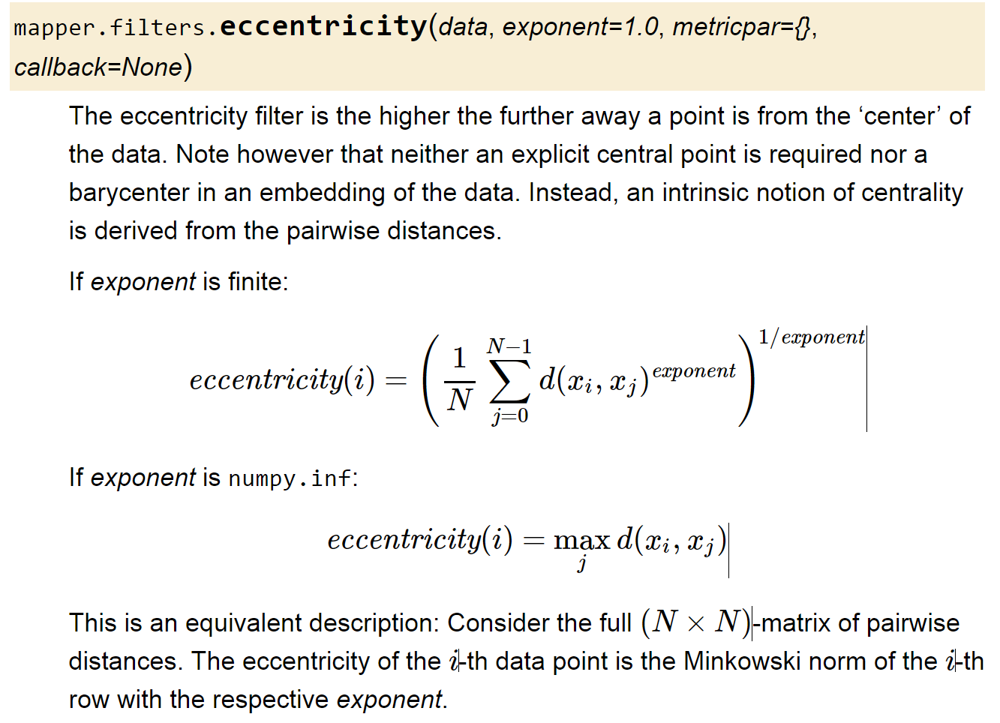 mapper.filters.eccentricity(data, exponent=1.0, metricpar={},
callback=None)
The eccentricity filter is the higher the further away a point is from the ‘center’ of
the data. Note however that neither an explicit central point is required nor a
barycenter in an embedding of the data. Instead, an intrinsic notion of centrality
is derived from the pairwise distances.
If exponent is finite:
eccentricity(i) = ( 1/N ∑_{j=0}^{N−1} d(x_i, x_j)^{exponent} )^{1/exponent}
If exponent is numpy.inf:
eccentricity(i) = max_j d(x_i, x_j)
This is an equivalent description: Consider the full (N × N)-matrix of pairwise
distances. The eccentricity of the i-th data point is the Minkowski norm of the i-th
row with the respective exponent.